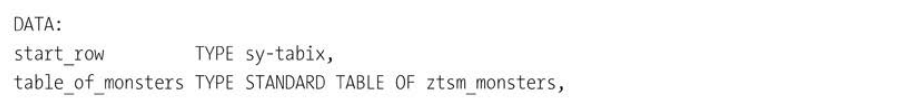 DATA:
start_row TYPE sy-tabix,
table_of_monsters TYPE STANDARD TABLE OF ztsm_monsters,